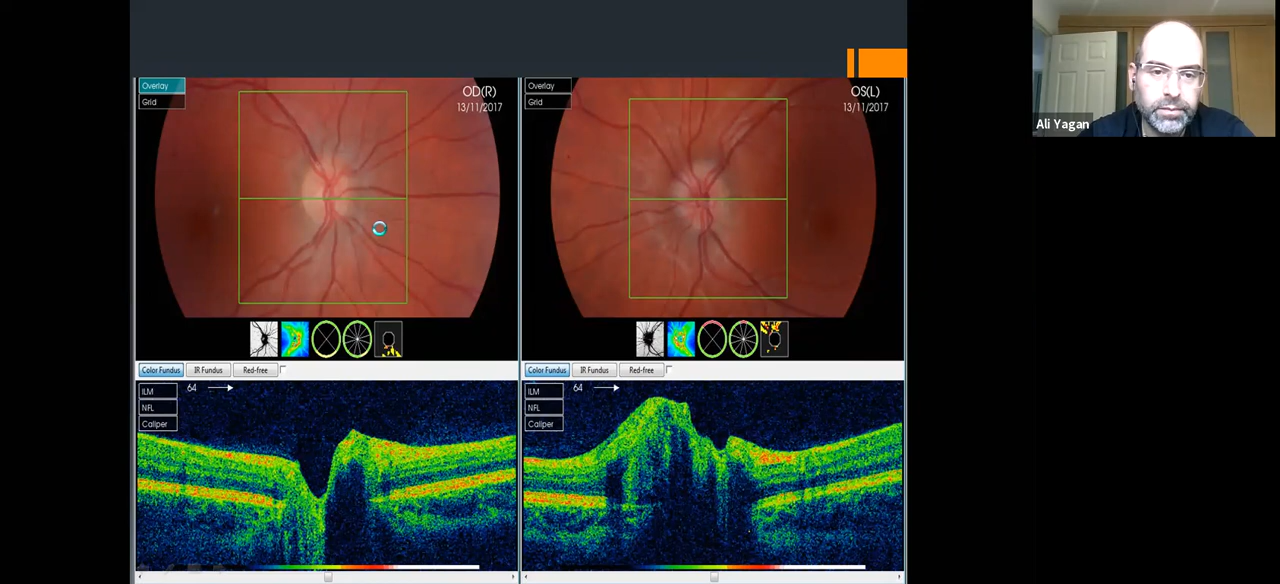 Overlay
Grid
OD(R)
13/11/2017
Overlay
Grid
OS(L)
13/11/2017
Ali Yagan
Color Fundus
IR Fundus
Red-free
Color Fundus
IR Fundus
Red-free
ILM
64
NFL
Caliper
ILM
64
NFL
Caliper